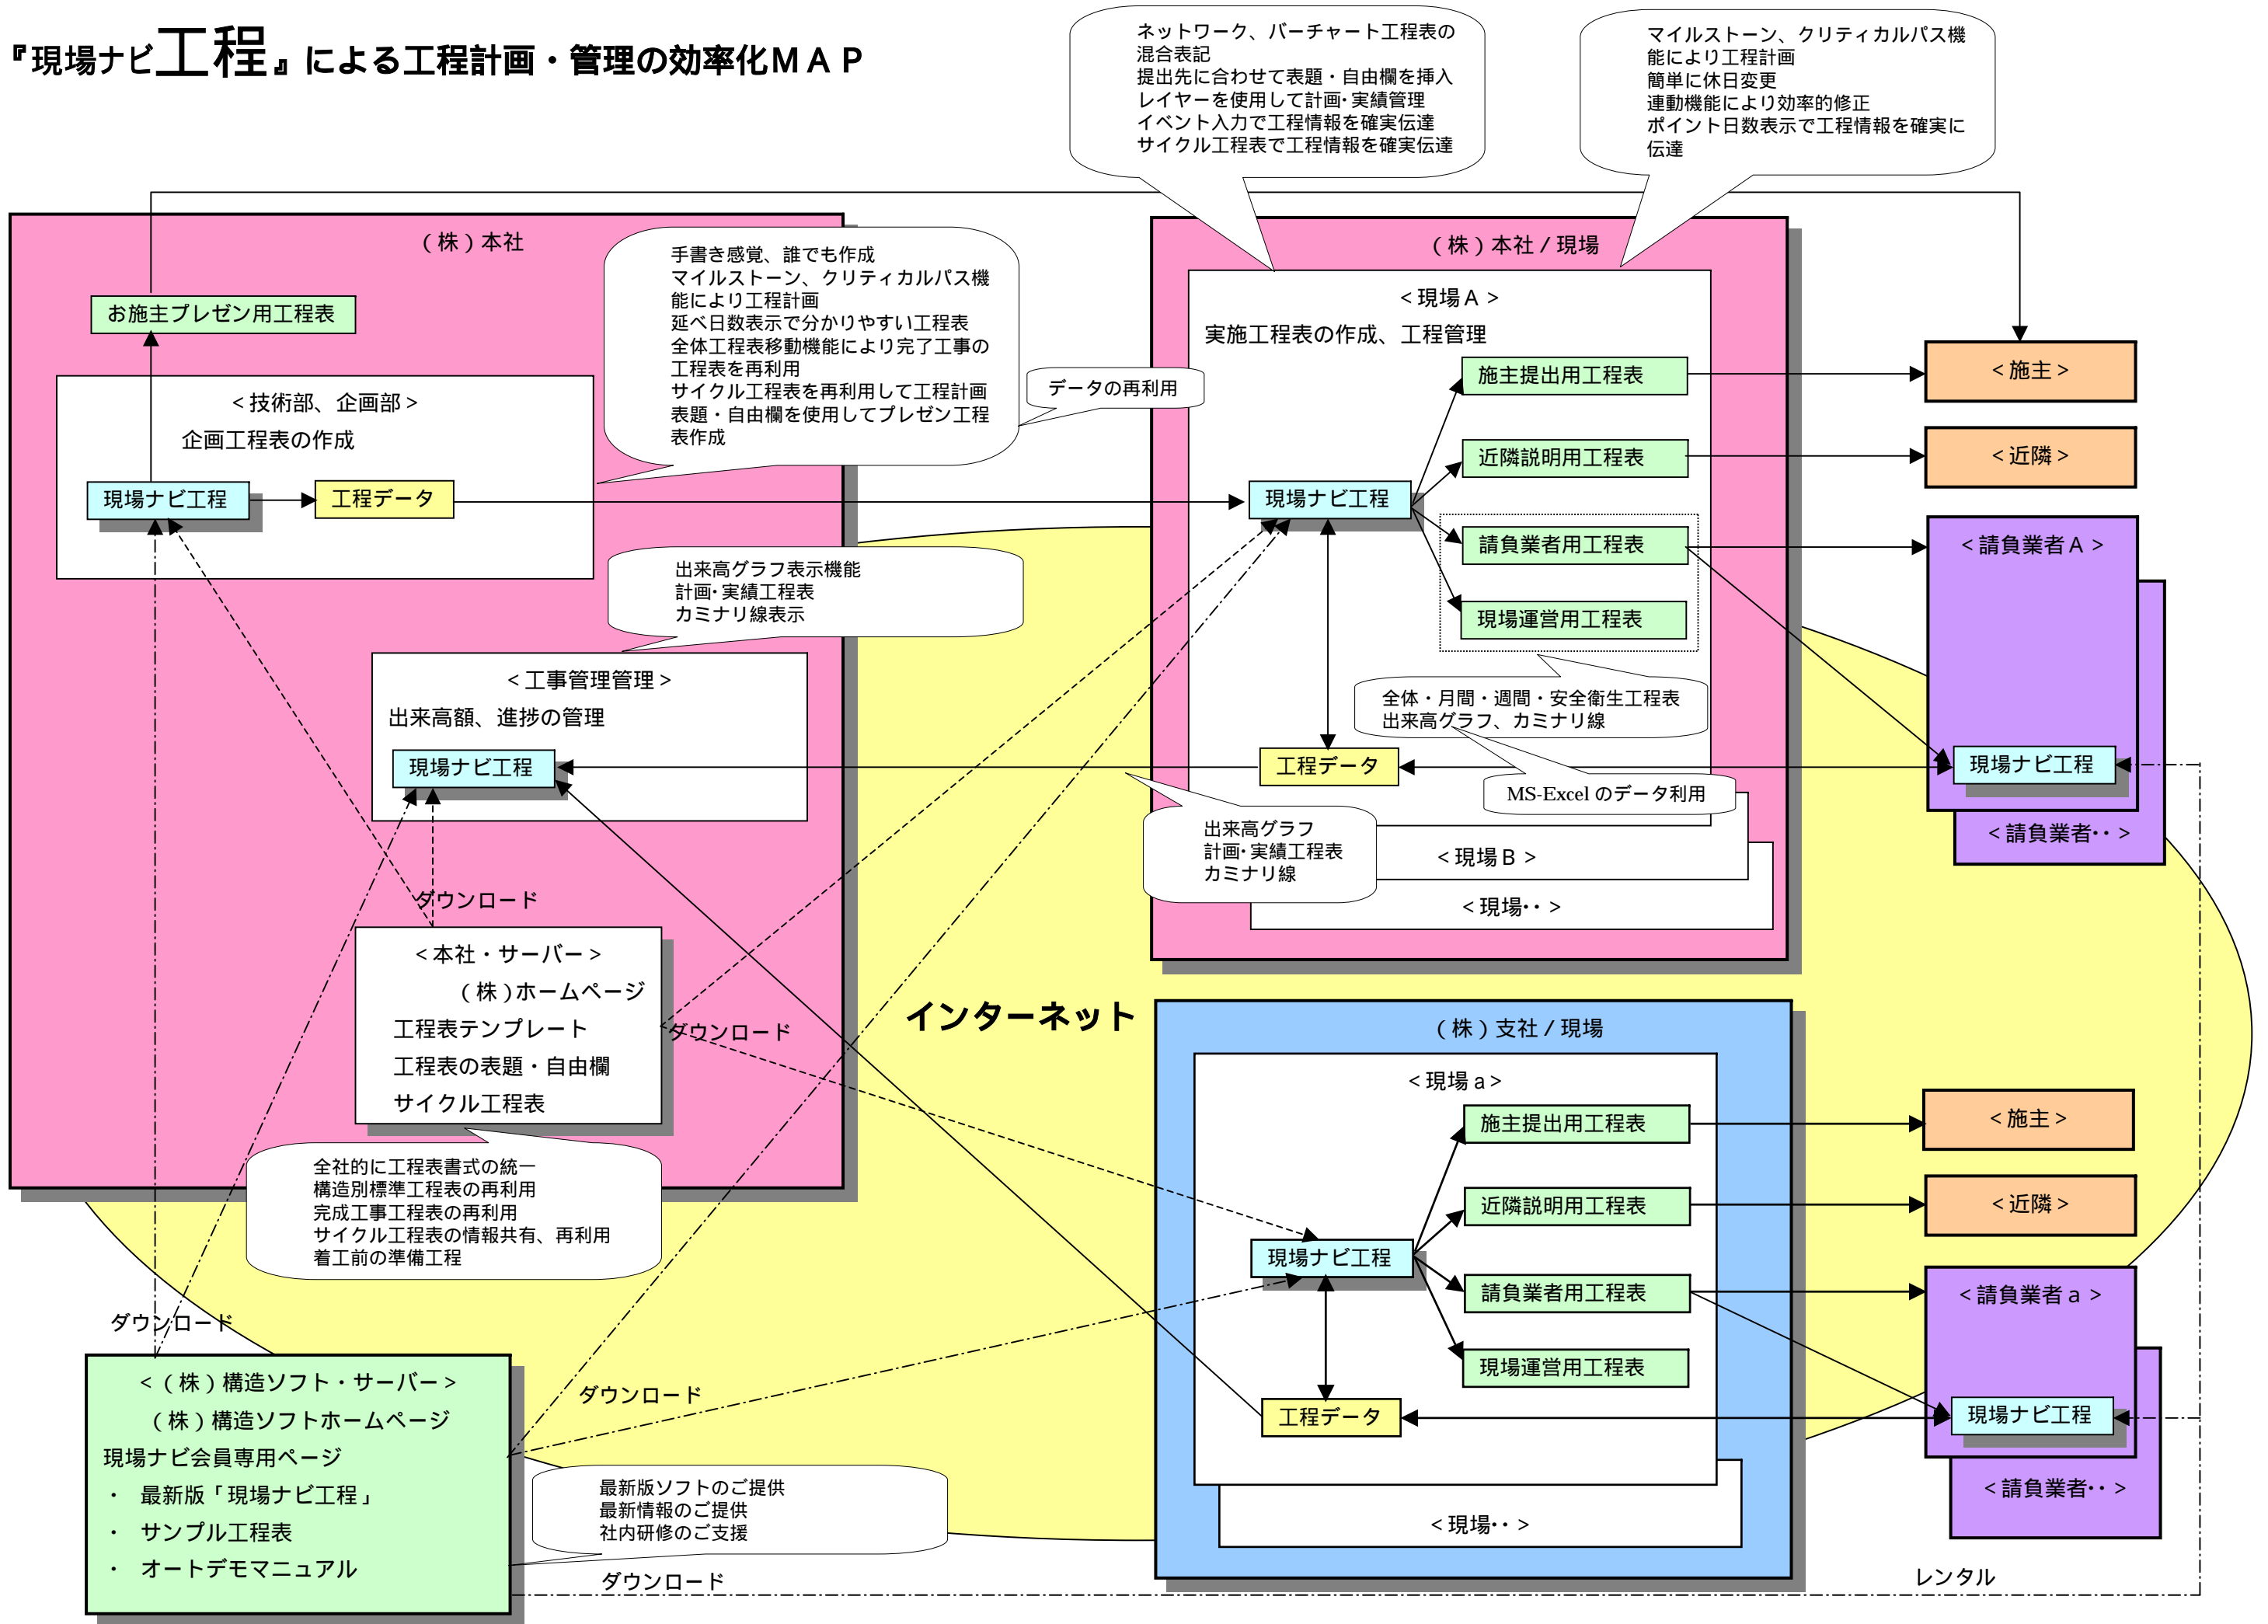 『現場ナビ工程』による工程計画・管理の効率化ＭＡＰ
ネットワーク、バーチャート工程表の
混合表記
提出先に合わせて表題・自由欄を挿入
レイヤーを使用して計画・実績管理
イベント入力で工程情報を確実伝達
サイクル工程表で工程情報を確実伝達
マイルストーン、クリティカルパス機
能により工程計画
簡単に休日変更
連動機能により効率的修正
ポイント日数表示で工程情報を確実に
伝達
（株）本社
お施主プレゼン用工程表
＜技術部、企画部＞
企画工程表の作成
現場ナビ工程
工程データ
手書き感覚、誰でも作成
マイルストーン、クリティカルパス機
能により工程計画
延べ日数表示で分かりやすい工程表
全体工程表移動機能により完了工事の
工程表を再利用
サイクル工程表を再利用して工程計画
表題・自由欄を使用してプレゼン工程
表作成
データの再利用
出来高グラフ表示機能
計画・実績工程表
カミナリ線表示
＜工事管理管理＞
出来高額、進捗の管理
現場ナビ工程
ダウンロード
＜本社・サーバー＞
（株）ホームページ
工程表テンプレート
工程表の表題・自由欄
サイクル工程表
ダウンロード
全社的に工程表書式の統一
構造別標準工程表の再利用
完成工事工程表の再利用
サイクル工程表の情報共有、再利用
着工前の準備工程
（株）本社／現場
＜現場Ａ＞
実施工程表の作成、工程管理
施主提出用工程表
近隣説明用工程表
現場ナビ工程
請負業者用工程表
現場運営用工程表
全体・月間・週間・安全衛生工程表
出来高グラフ、カミナリ線
工程データ
MS-Excel のデータ利用
出来高グラフ
計画・実績工程表
カミナリ線
＜現場Ｂ＞
＜現場・・＞
＜施主＞
＜近隣＞
＜請負業者Ａ＞
現場ナビ工程
＜請負業者・・＞
インターネット
（株）支社／現場
＜現場ａ＞
施主提出用工程表
近隣説明用工程表
現場ナビ工程
請負業者用工程表
現場運営用工程表
工程データ
＜現場・・＞
＜施主＞
＜近隣＞
＜請負業者ａ＞
現場ナビ工程
＜請負業者・・＞
ダウンロード
＜（株）構造ソフト・サーバー＞
（株）構造ソフトホームページ
現場ナビ会員専用ページ
・ 最新版「現場ナビ工程」
・ サンプル工程表
・ オートデモマニュアル
ダウンロード
最新版ソフトのご提供
最新情報のご提供
社内研修のご支援
ダウンロード
レンタル